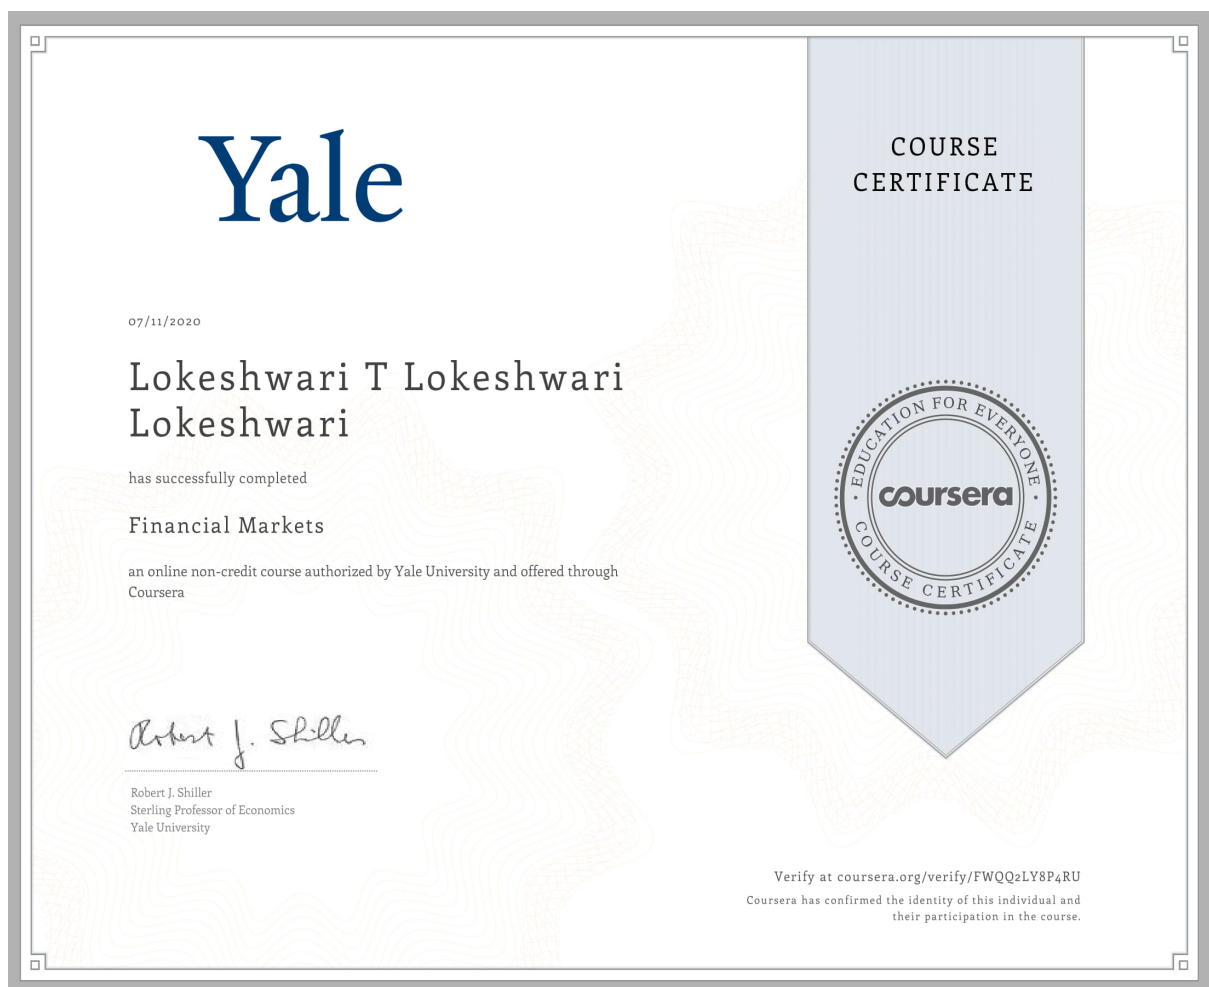 Yale
COURSE
CERTIFICATE
07/11/2020
Lokeshwari T Lokeshwari
Lokeshwari
has successfully completed
Financial Markets
an online non-credit course authorized by Yale University and offered through
Coursera
EDUCATION FOR EVERYONE
coursera
COURSE CERTIFICATE
Robert J. Shiller
Robert J. Shiller
Sterling Professor of Economics
Yale University
Verify at coursera.org/verify/FWQQ2LY8P4RU
Coursera has confirmed the identity of this individual and
their participation in the course.